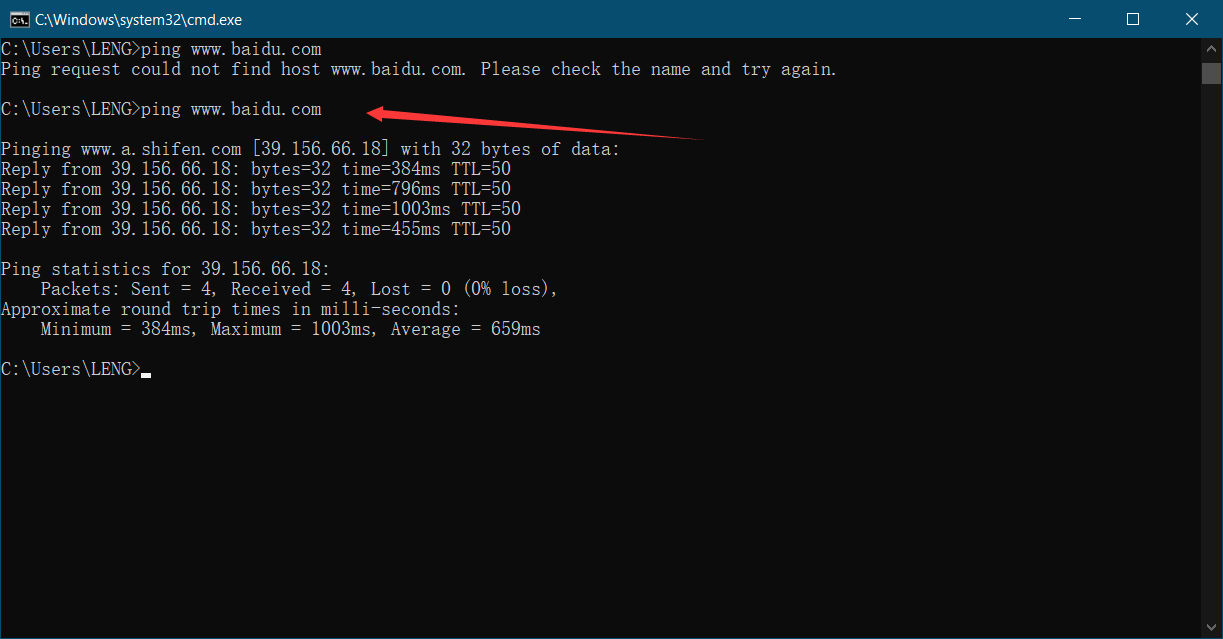 C:\Windows\system32\cmd.exe
C:\Users\LENG>ping www.baidu.com
Ping request could not find host www.baidu.com. Please check the name and try again.
C:\Users\LENG>ping www.baidu.com
Pinging www.a.shifen.com [39.156.66.18] with 32 bytes of data:
Reply from 39.156.66.18: bytes=32 time=384ms TTL=50
Reply from 39.156.66.18: bytes=32 time=796ms TTL=50
Reply from 39.156.66.18: bytes=32 time=1003ms TTL=50
Reply from 39.156.66.18: bytes=32 time=455ms TTL=50
Ping statistics for 39.156.66.18:
    Packets: Sent = 4, Received = 4, Lost = 0 (0% loss),
Approximate round trip times in milli-seconds:
    Minimum = 384ms, Maximum = 1003ms, Average = 659ms
C:\Users\LENG>